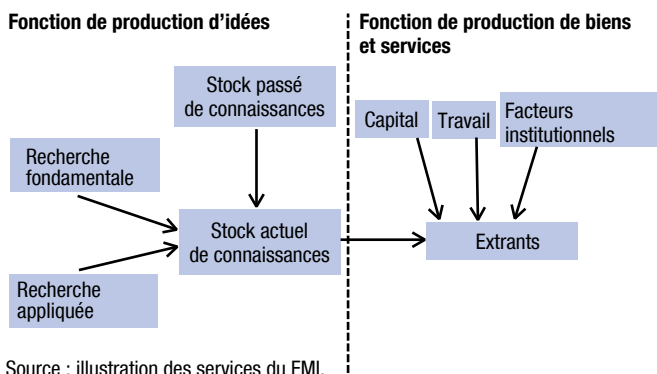 Fonction de production d'idées
Fonction de production de biens
et services
Stock passé
de connaissances
Recherche
fondamentale
Stock actuel
de connaissances
Recherche
appliquée
Capital
Travail
Facteurs
institutionnels
Extrants
Source : illustration des services du FMI.